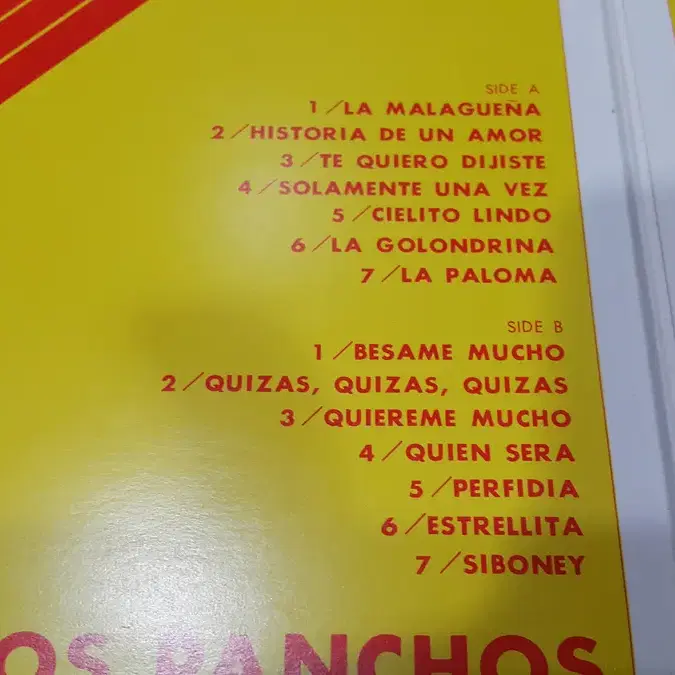 SIDE A
1/LA MALAGUEÑA
2/HISTORIA DE UN AMOR
3/TE QUIERO DIJISTE
4/SOLAMENTE UNA VEZ
5/CIELITO LINDO
6/LA GOLONDRINA
7/LA PALOMA
SIDE B
1/BESAME MUCHO
2/QUIZAS, QUIZAS, QUIZAS
3/QUIEREME MUCHO
4/QUIEN SERA
5/PERFIDIA
6/ESTRELLITA
7/SIBONEY
OS PANCHOS